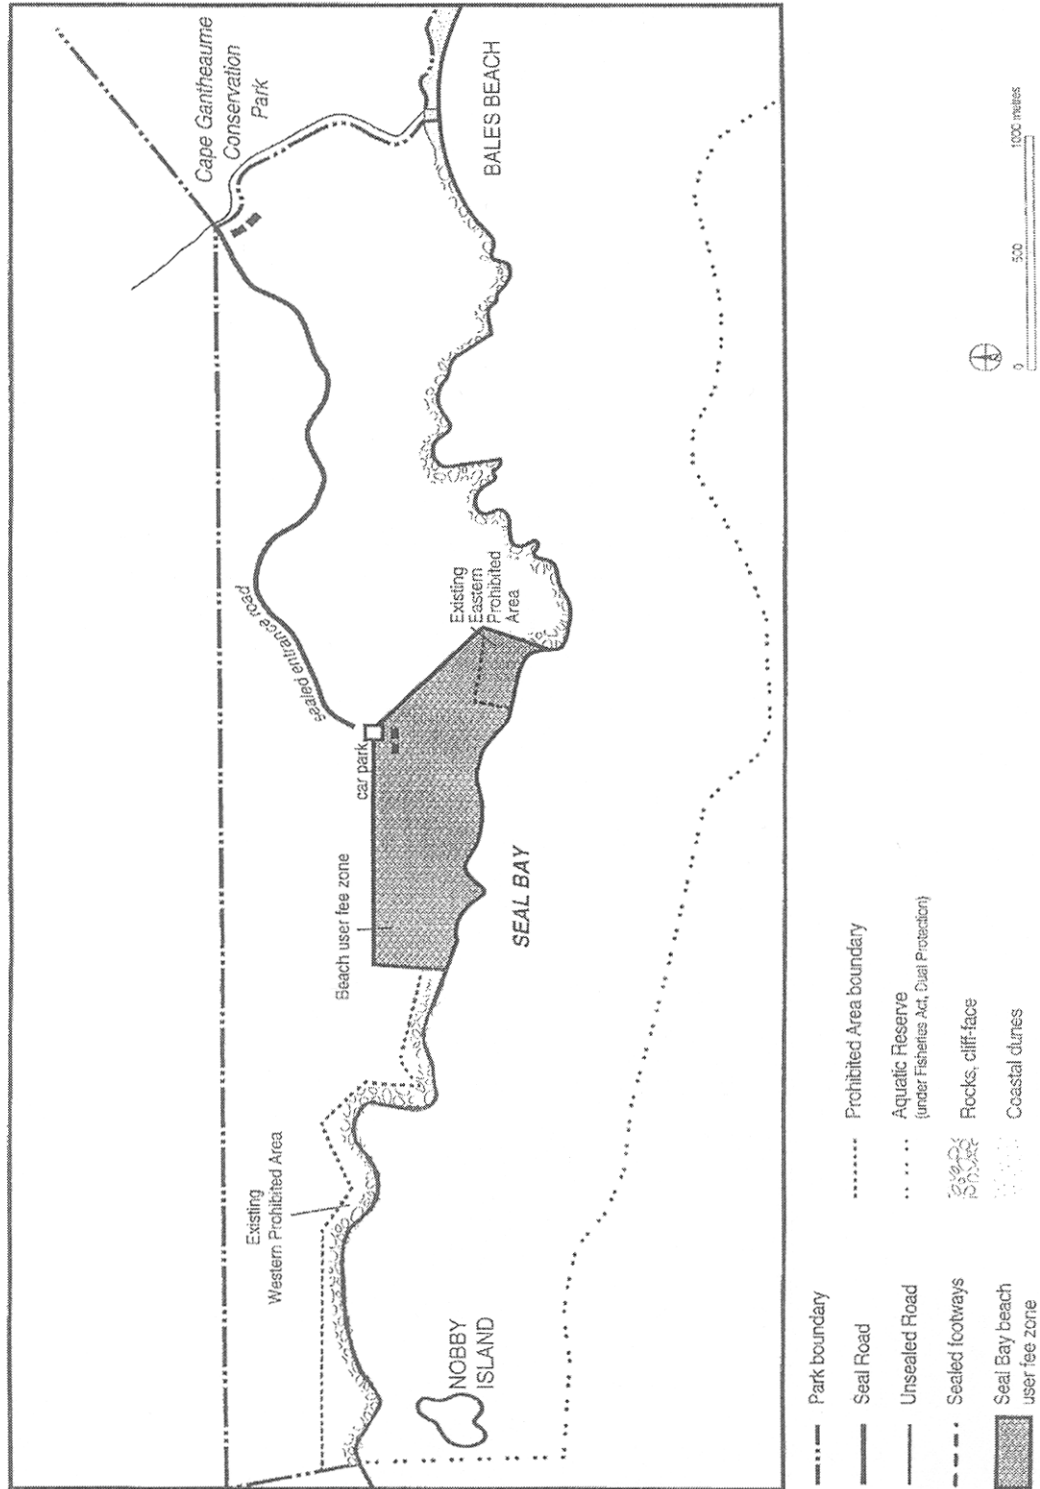 Cape Gantheaume
Conservation
Park
BALES BEACH
sealed entrance road
car park
Existing
Eastern
Prohibited
Area
Beach user fee zone
SEAL BAY
Existing
Western Prohibited Area
NOBBY
ISLAND
Park boundary
Seal Road
Unsealed Road
Sealed footways
Seal Bay beach
user fee zone
Prohibited Area boundary
Aquatic Reserve
(under Fisheries Act, Dual Protection)
Rocks, cliff-face
Coastal dunes
0
500
1000 metres